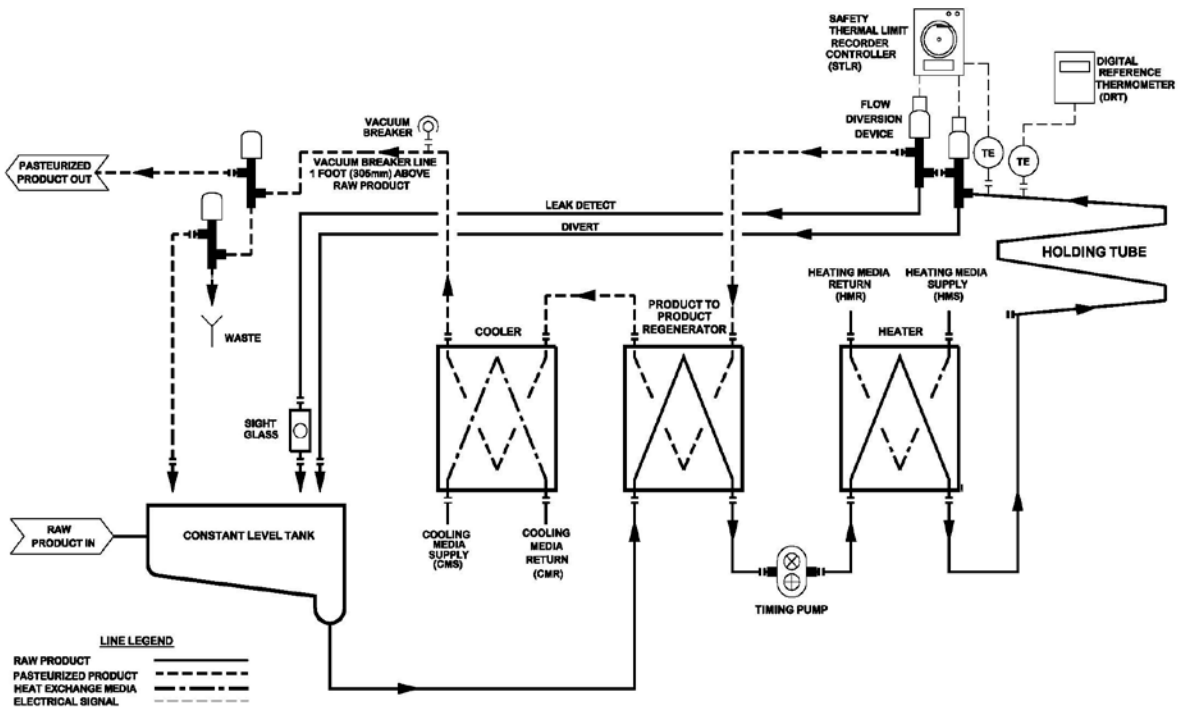 SAFETY
THERMAL LIMIT
RECORDER
CONTROLLER
(STLR)
DIGITAL
REFERENCE
THERMOMETER
(DRT)
FLOW
DIVERSION
DEVICE
TE
TE
VACUUM
BREAKER
VACUUM BREAKER LINE
1 FOOT (305mm) ABOVE
RAW PRODUCT
PASTEURIZED
PRODUCT OUT
LEAK DETECT
DIVERT
HOLDING TUBE
HEATING MEDIA
RETURN
(HMR)
HEATING MEDIA
SUPPLY
(HMS)
WASTE
COOLER
PRODUCT TO
PRODUCT
REGENERATOR
HEATER
SIGHT
GLASS
RAW
PRODUCT IN
CONSTANT LEVEL TANK
COOLING
MEDIA
SUPPLY
(CMS)
COOLING
MEDIA
RETURN
(CMR)
TIMING PUMP
LINE LEGEND
RAW PRODUCT
PASTEURIZED PRODUCT
HEAT EXCHANGE MEDIA
ELECTRICAL SIGNAL